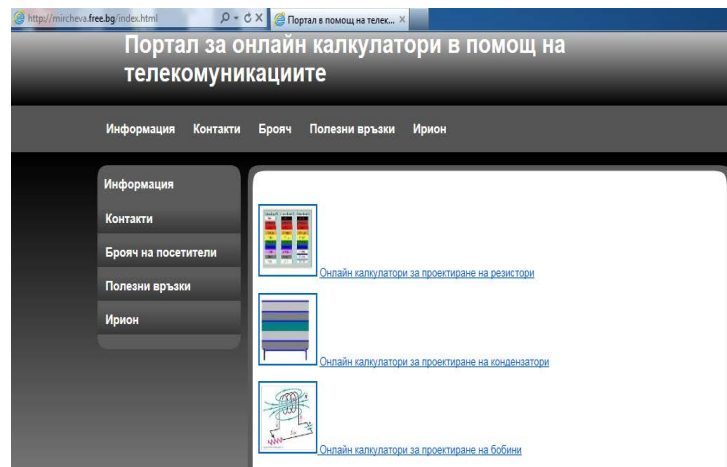 http://mircheva.free.bg/index.html
Портал в помощ на телек...
Портал за онлайн калкулатори в помощ на
телекомуникациите
Информация Контакти Брояч Полезни връзки Ирион
Информация
Контакти
Брояч на посетители
Полезни връзки
Ирион
Онлайн калкулатори за проектиране на резистори
Онлайн калкулатори за проектиране на кондензатори
Онлайн калкулатори за проектиране на бобини